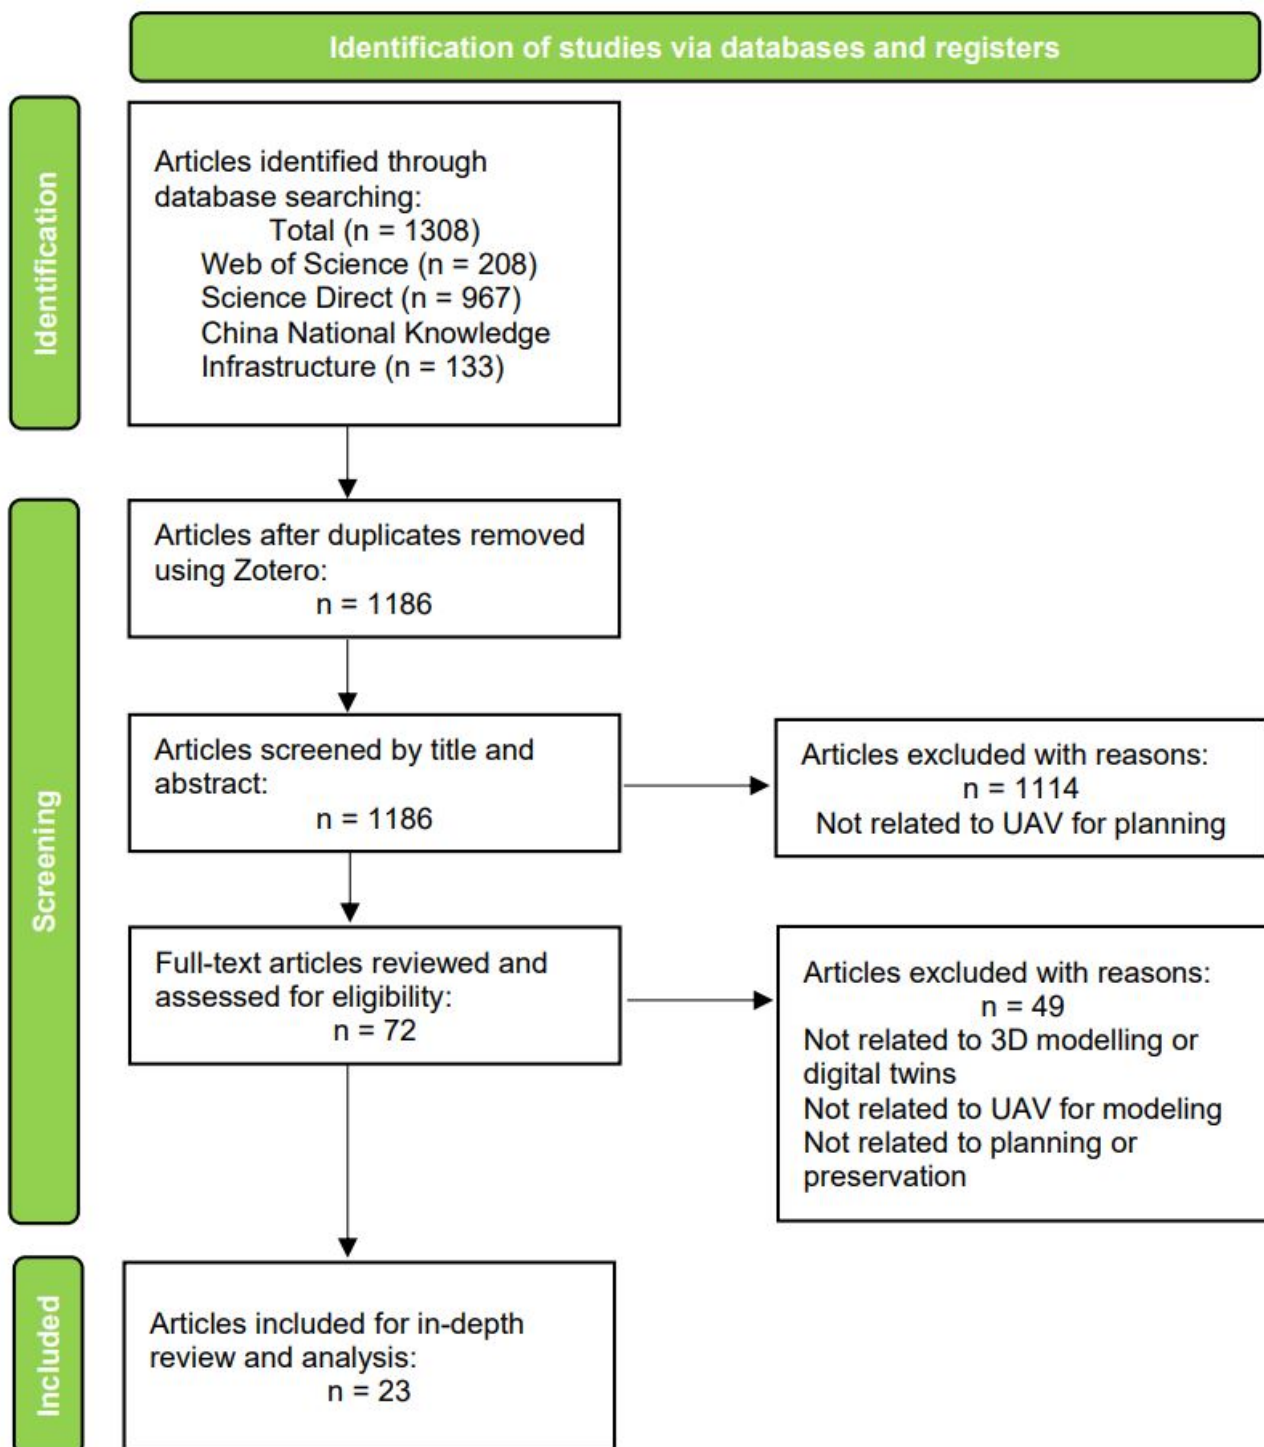 Identification of studies via databases and registers
Identification
Articles identified through
database searching:
Total (n = 1308)
Web of Science (n = 208)
Science Direct (n = 967)
China National Knowledge
Infrastructure (n = 133)
Screening
Articles after duplicates removed
using Zotero:
n = 1186
Articles screened by title and
abstract:
n = 1186
Articles excluded with reasons:
n = 1114
Not related to UAV for planning
Full-text articles reviewed and
assessed for eligibility:
n = 72
Articles excluded with reasons:
n = 49
Not related to 3D modelling or
digital twins
Not related to UAV for modeling
Not related to planning or
preservation
Included
Articles included for in-depth
review and analysis:
n = 23